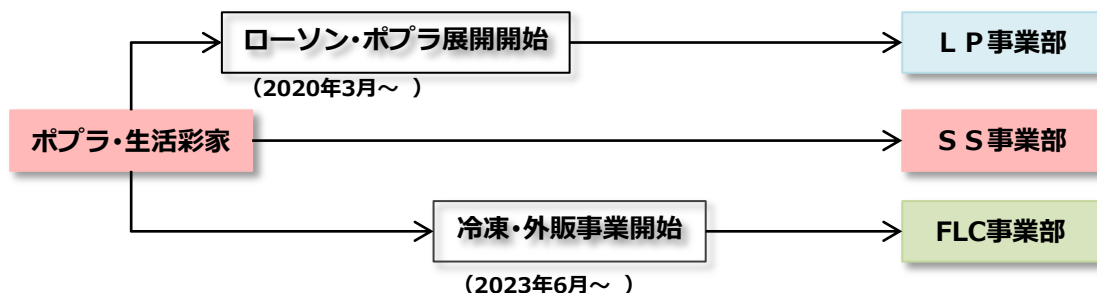 ローソン・ポプラ展開開始
LP事業部
(2020年3月～ )
ポプラ・生活彩家
SS事業部
冷凍・外販事業開始
FLC事業部
(2023年6月～ )